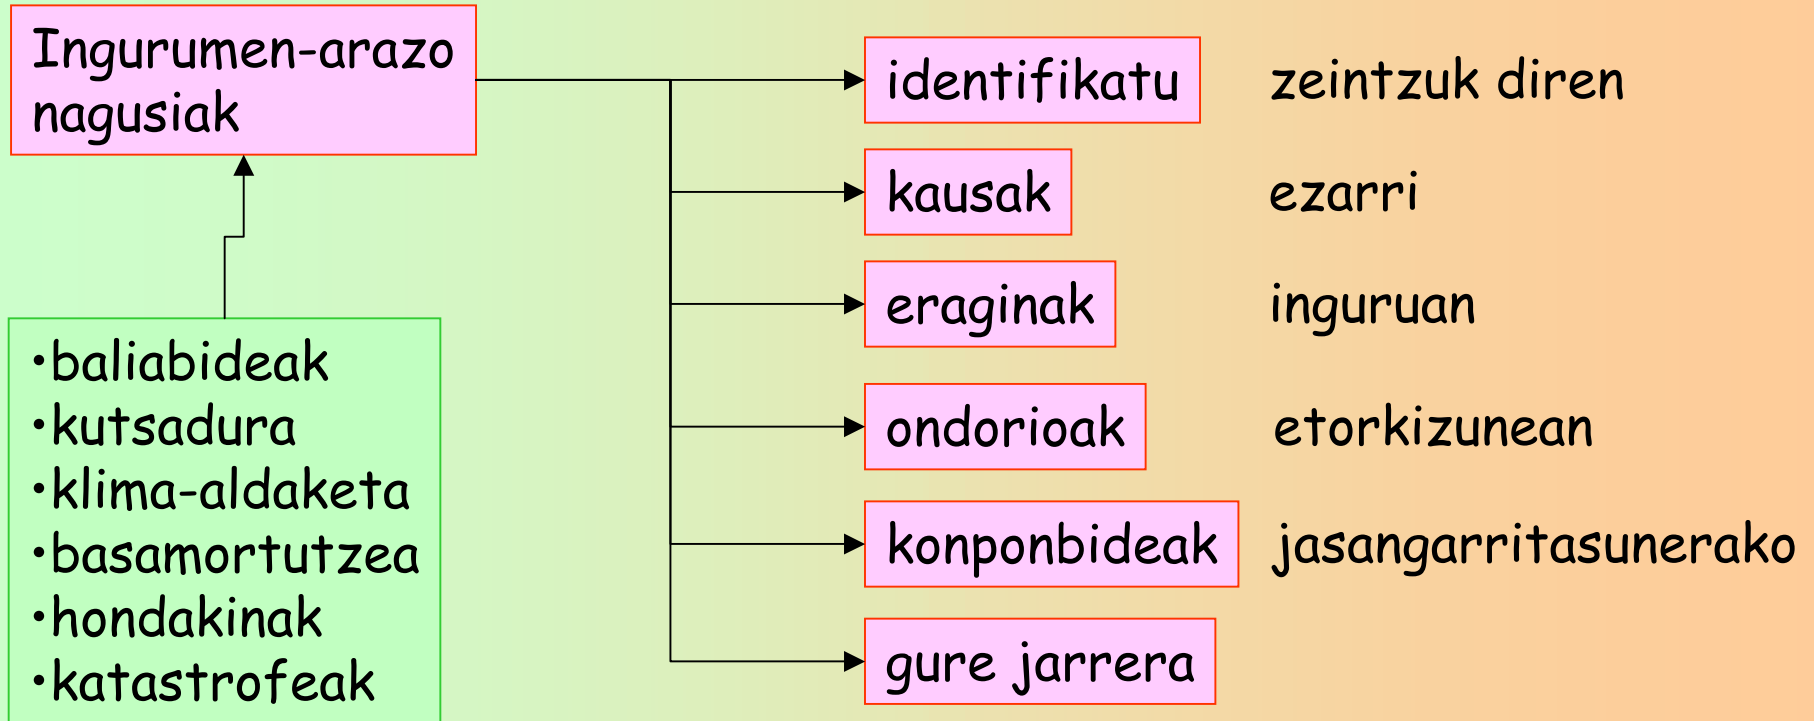 Ingurumen-arazo
nagusiak
•baliabideak
•kutsadura
•klima-aldaketa
•basamortutzea
•hondakinak
•katastrofeak
identifikatu zeintzuk diren
kausak ezarri
eraginak inguruan
ondorioak etorkizunean
konponbideak jasangarritasunerako
gure jarrera